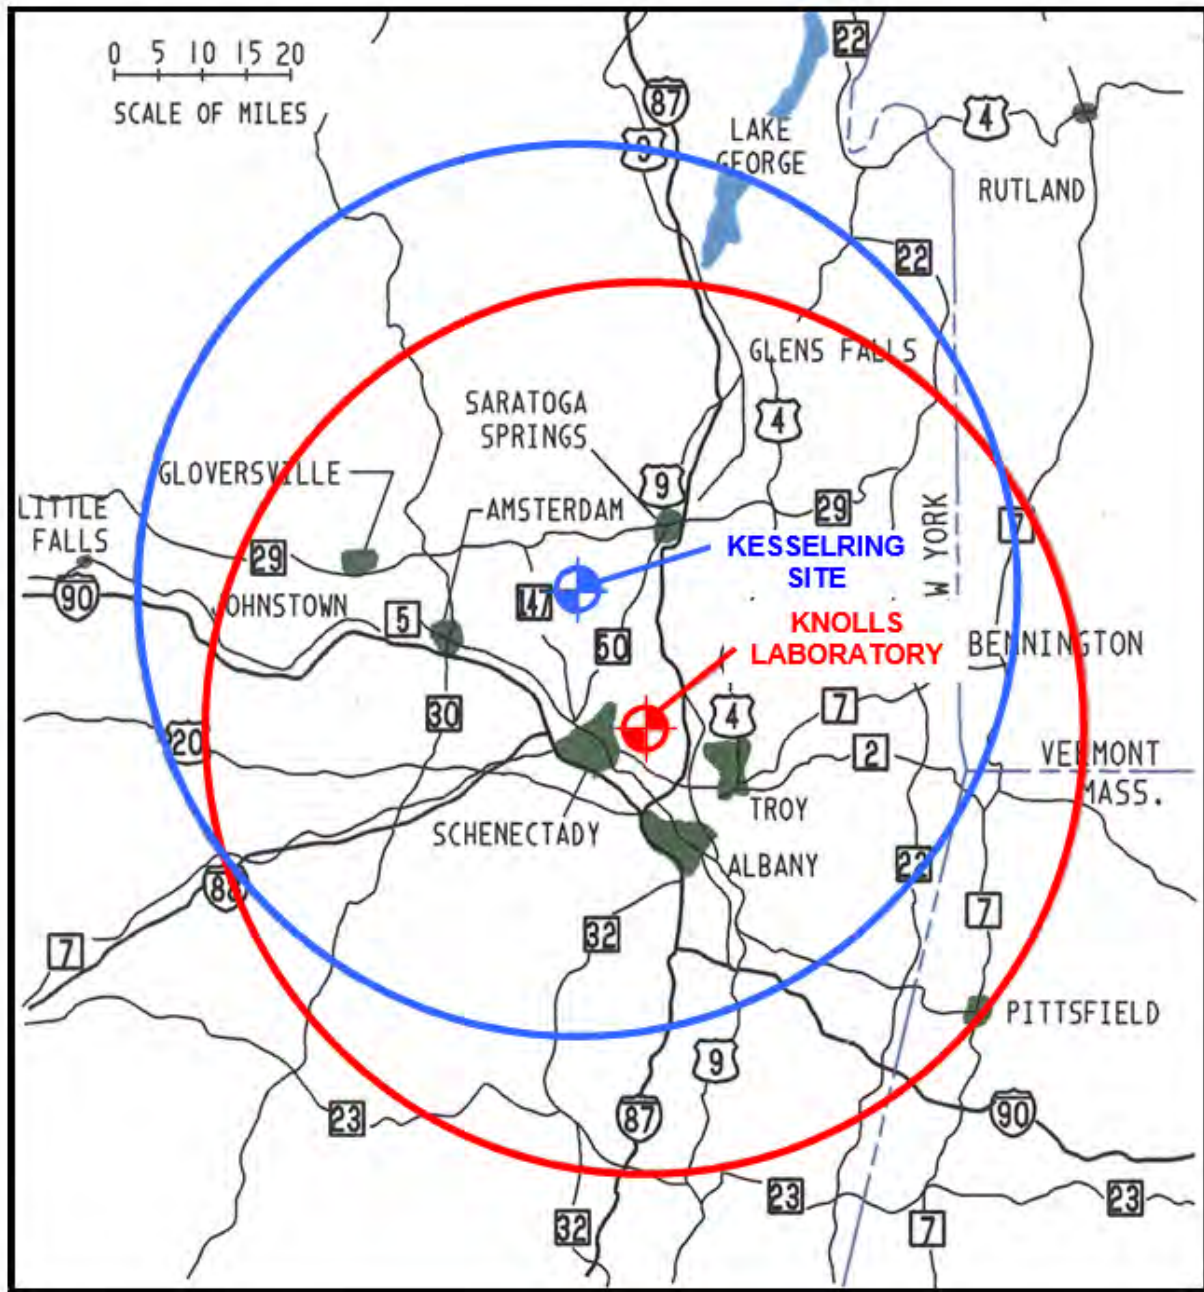 0 5 10 15 20
SCALE OF MILES
22
87
9
LAKE
GEORGE
4
RUTLAND
22
GLENS FALLS
SARATOGA
SPRINGS
4
GLOVERSVILLE
9
AMSTERDAM
29
LITTLE
FALLS
29
7
W YORK
KESSELRING
SITE
90
JOHNSTOWN
5
147
50
KNOLLS
LABORATORY
BENNINGTON
30
4
7
20
2
VERMONT
MASS.
TROY
SCHENECTADY
ALBANY
22
88
7
7
32
PITTSFIELD
9
23
87
90
23
23
32
7